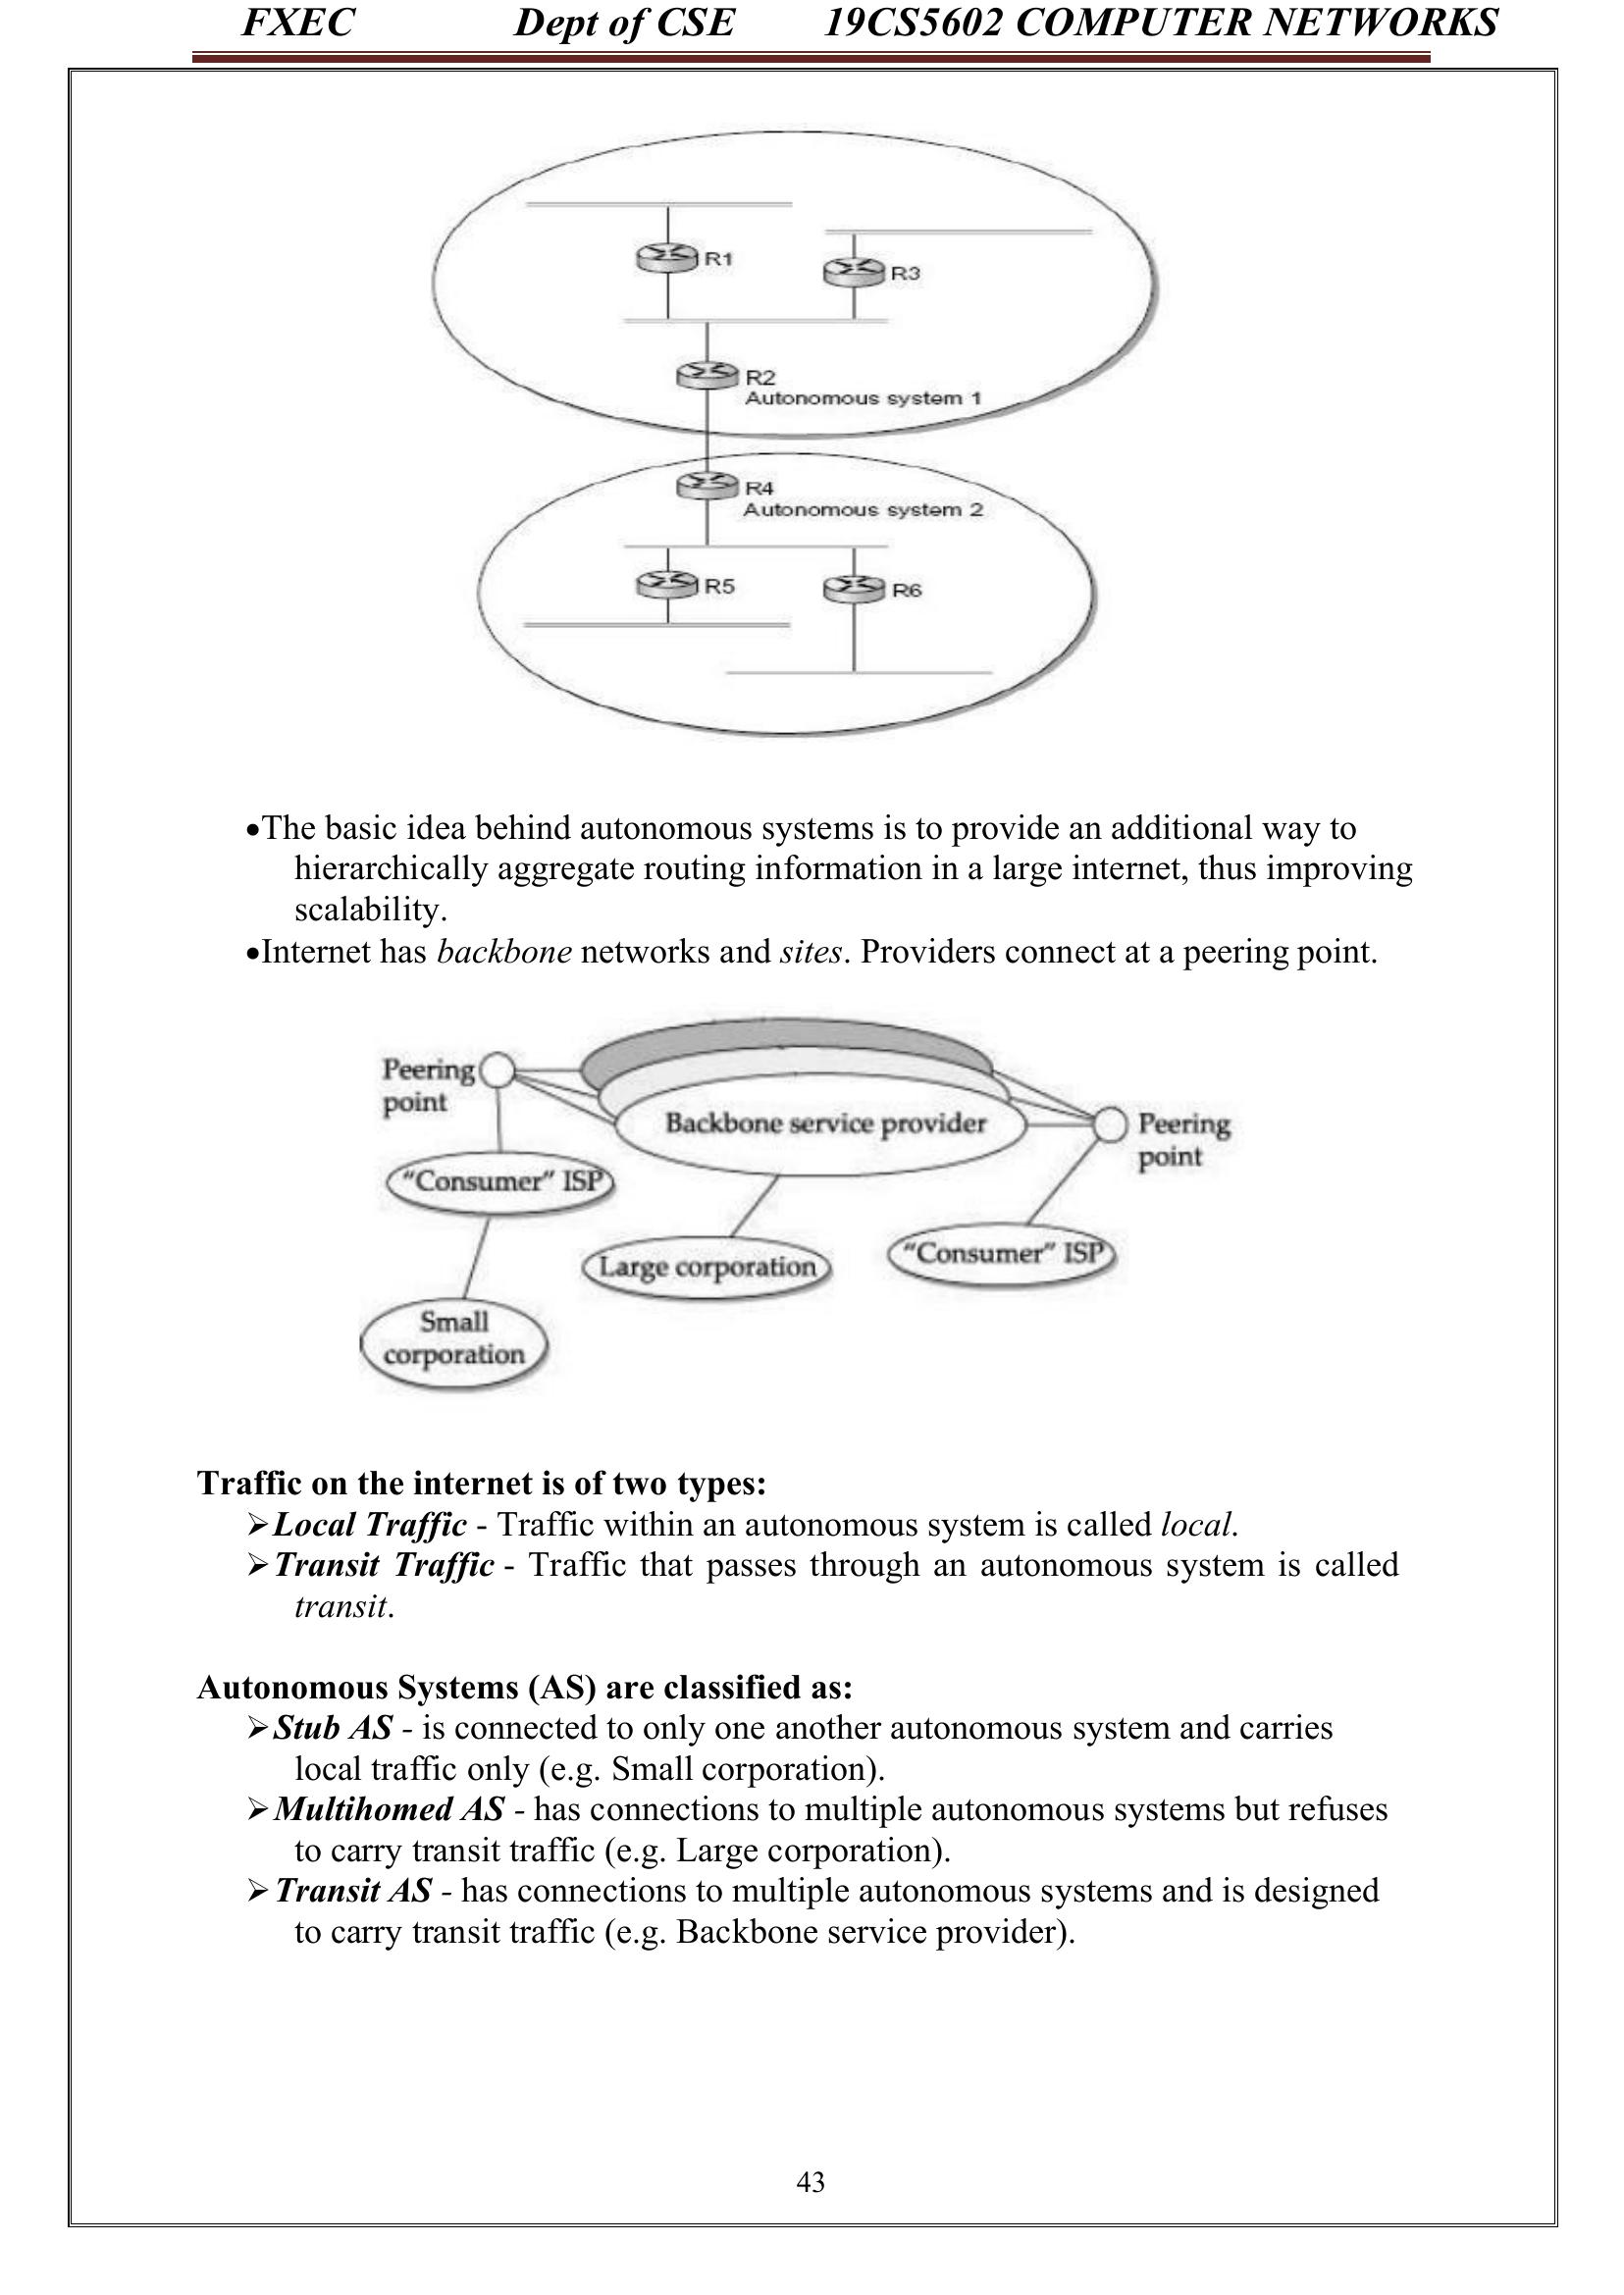 FXEC Dept of CSE 19CS5602 COMPUTER NETWORKS
R1
R3
R2
Autonomous system 1
R4
Autonomous system 2
R5
R6
•The basic idea behind autonomous systems is to provide an additional way to
hierarchically aggregate routing information in a large internet, thus improving
scalability.
•Internet has backbone networks and sites. Providers connect at a peering point.
Peering
point
Backbone service provider
Peering
point
“Consumer” ISP
Large corporation
“Consumer” ISP
Small
corporation
Traffic on the internet is of two types:
➢Local Traffic - Traffic within an autonomous system is called local.
➢Transit Traffic - Traffic that passes through an autonomous system is called
transit.
Autonomous Systems (AS) are classified as:
➢Stub AS - is connected to only one another autonomous system and carries
local traffic only (e.g. Small corporation).
➢Multihomed AS - has connections to multiple autonomous systems but refuses
to carry transit traffic (e.g. Large corporation).
➢Transit AS - has connections to multiple autonomous systems and is designed
to carry transit traffic (e.g. Backbone service provider).
43